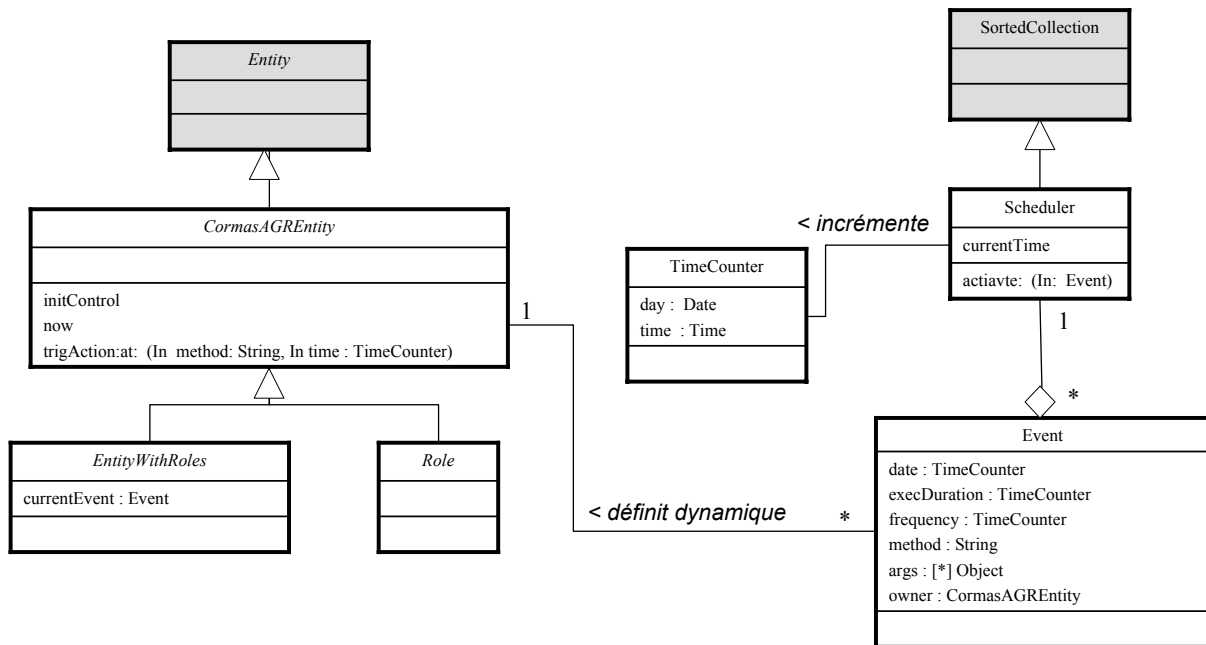 SortedCollection
Entity
Scheduler
currentTime
actiavte: (In: Event)
< incrémente
CormasAGREntity
initControl
now
trigAction:at: (In method: String, In time : TimeCounter)
TimeCounter
day : Date
time : Time
1
1
*
Event
date : TimeCounter
execDuration : TimeCounter
frequency : TimeCounter
method : String
args : [*] Object
owner : CormasAGREntity
EntityWithRoles
currentEvent : Event
Role
< définit dynamique
*